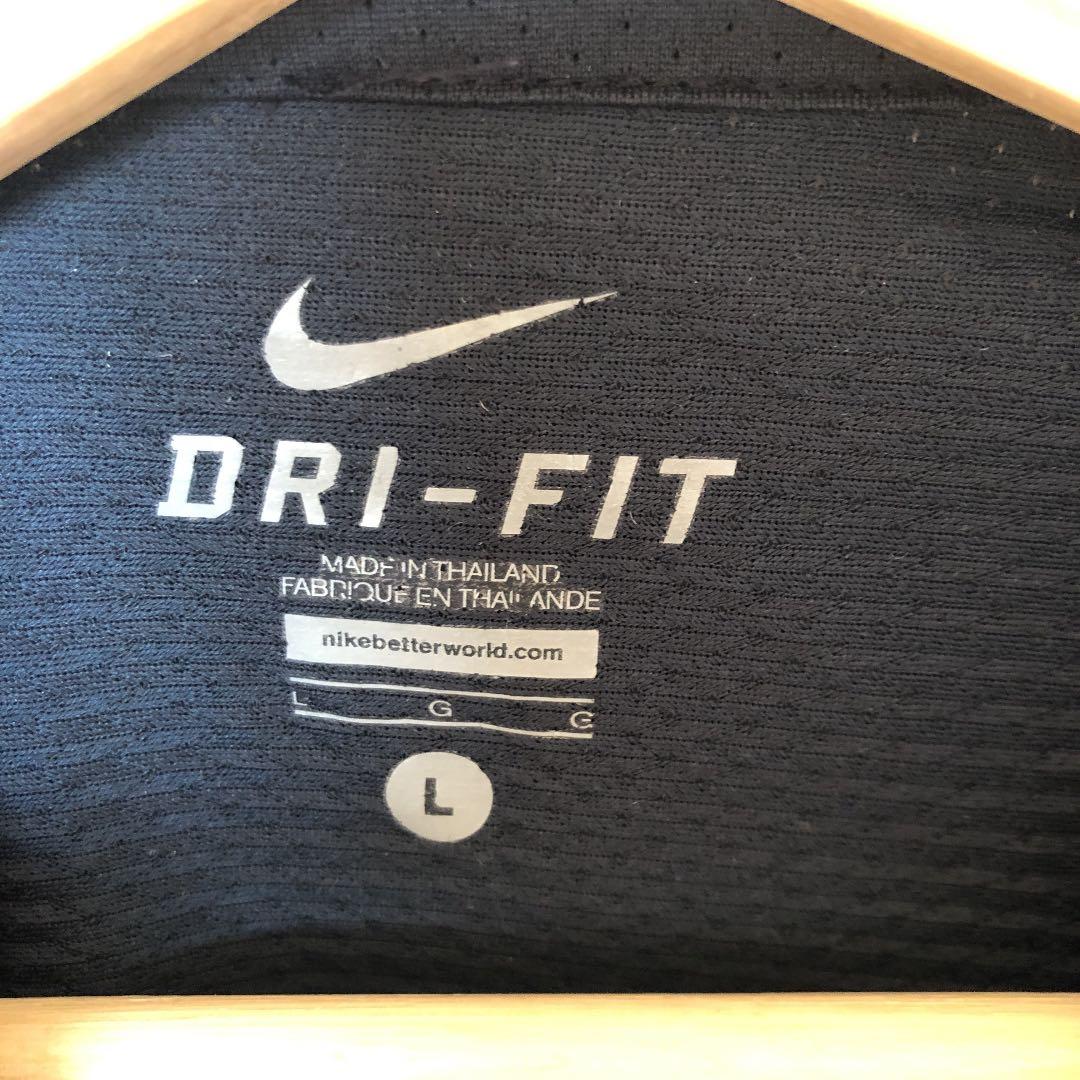 DRI-FIT
MADE IN THAILAND
FABRIQUE EN THAILANDE
nikebetterworld.com
L G G
L